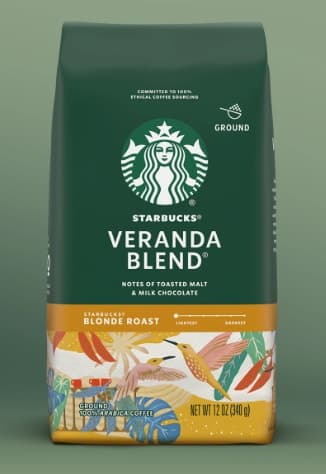 COMMITTED TO 100%
ETHICAL COFFEE SOURCING
GROUND
STARBUCKS®
VERANDA
BLEND®
NOTES OF TOASTED MALT
& MILK CHOCOLATE
STARBUCKS®
BLONDE ROAST
LIGHTEST DARKEST
GROUND
100% ARABICA COFFEE
NET WT 12 OZ (340 g)